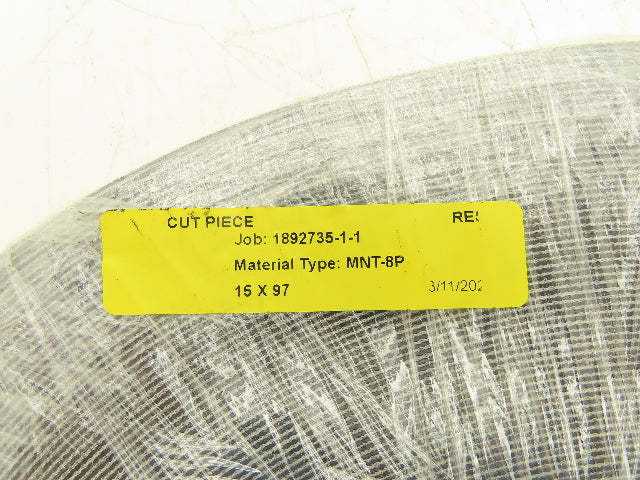 CUT PIECE
Job: 1892735-1-1
Material Type: MNT-8P
15 X 97